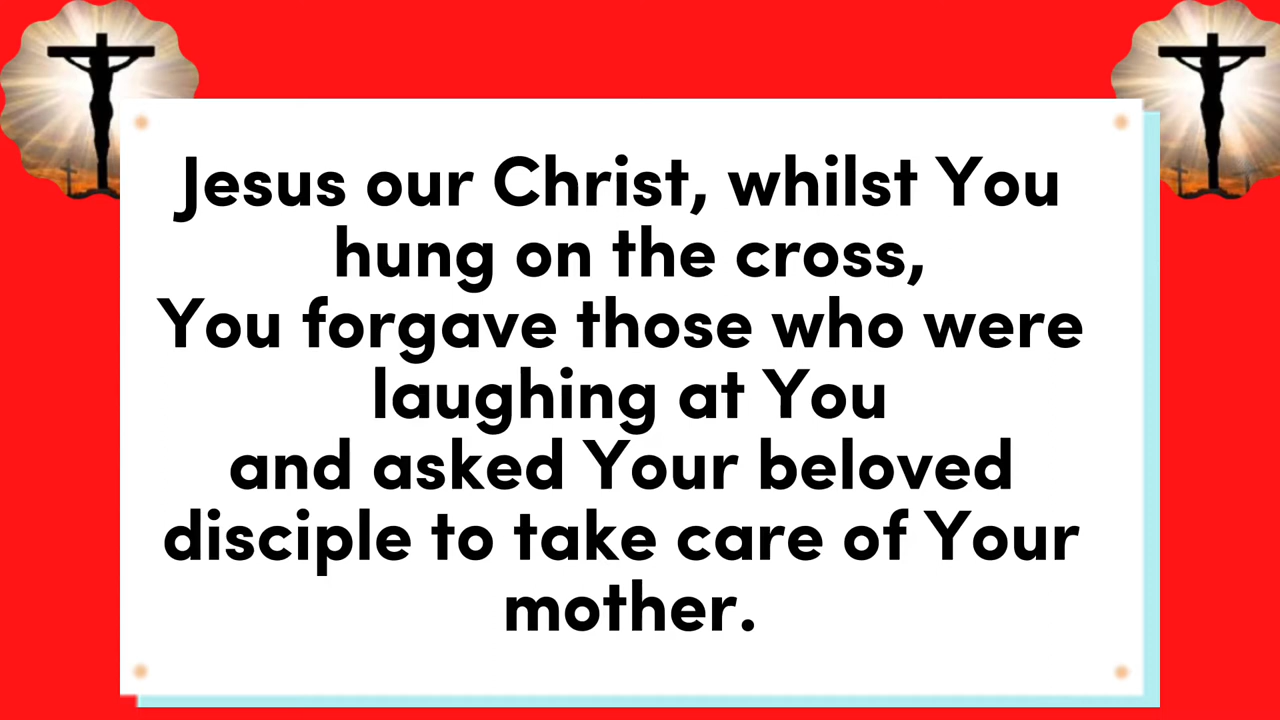 Jesus our Christ, whilst You
hung on the cross,
You forgave those who were
laughing at You
and asked Your beloved
disciple to take care of Your
mother.